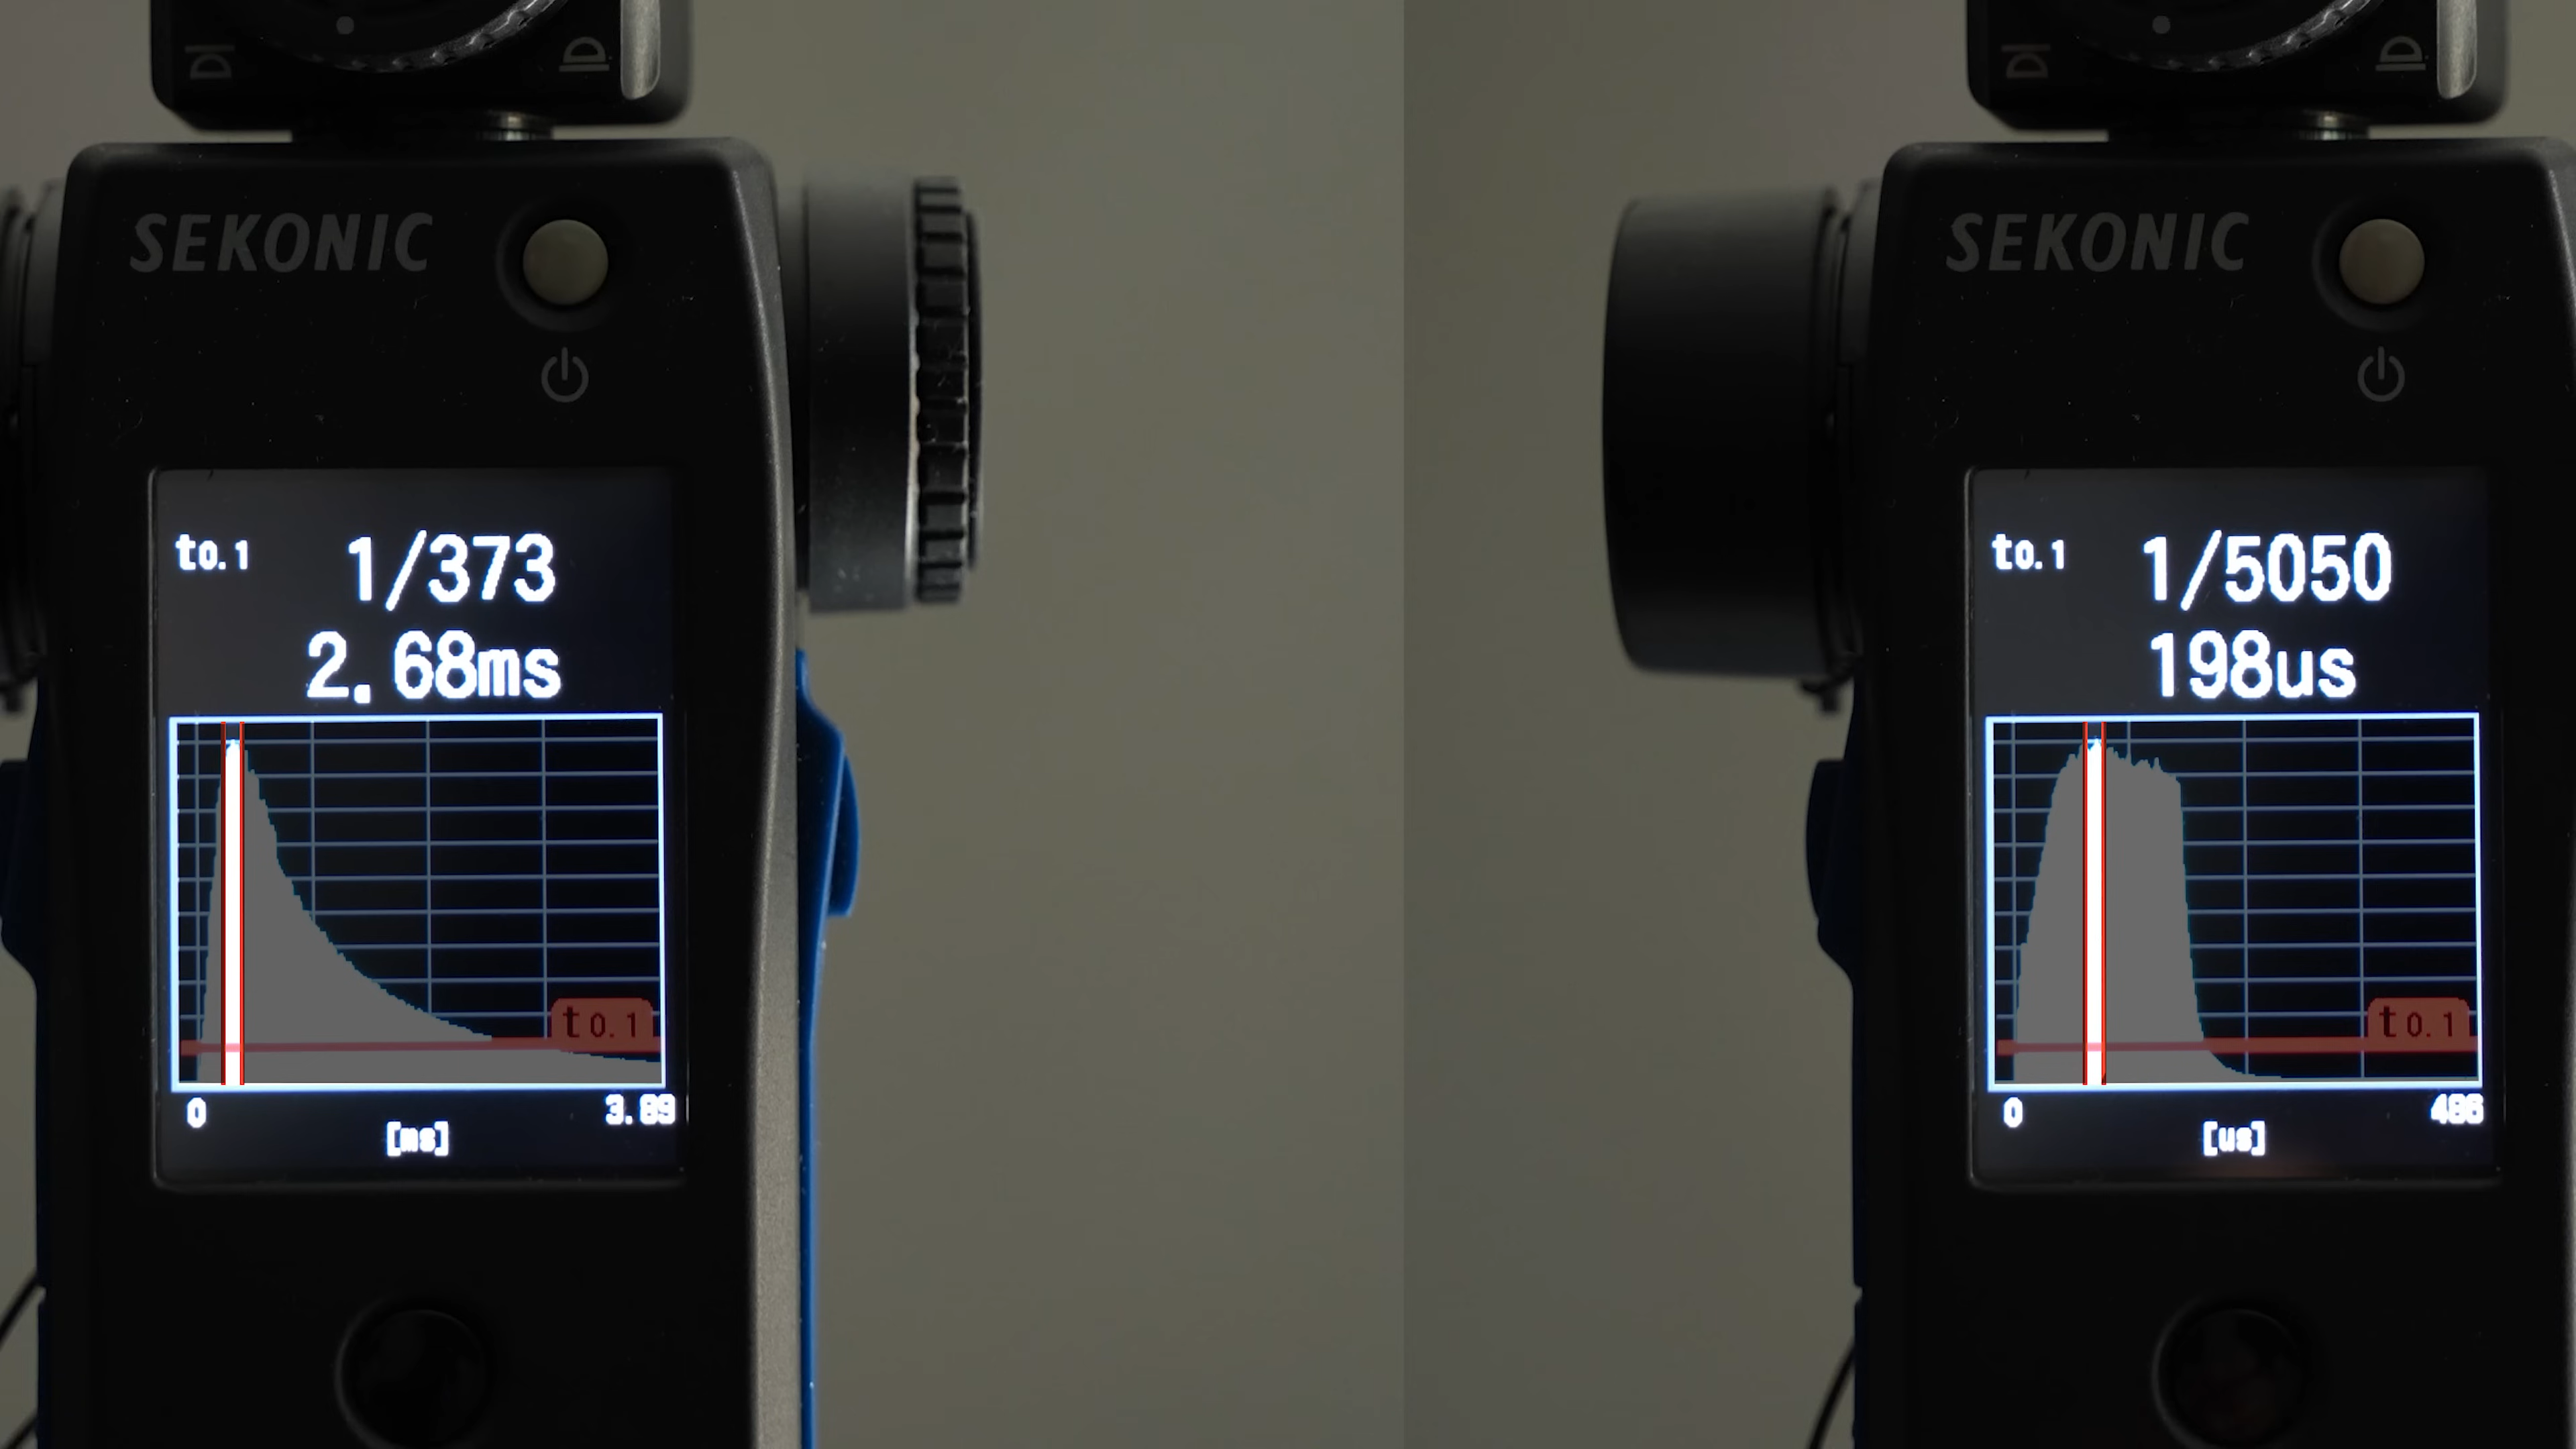 SEKONIC
t0.1 1/373
2.68ms
t0.1
0 3.89
[ms]
SEKONIC
t0.1 1/5050
198us
t0.1
0 486
[us]